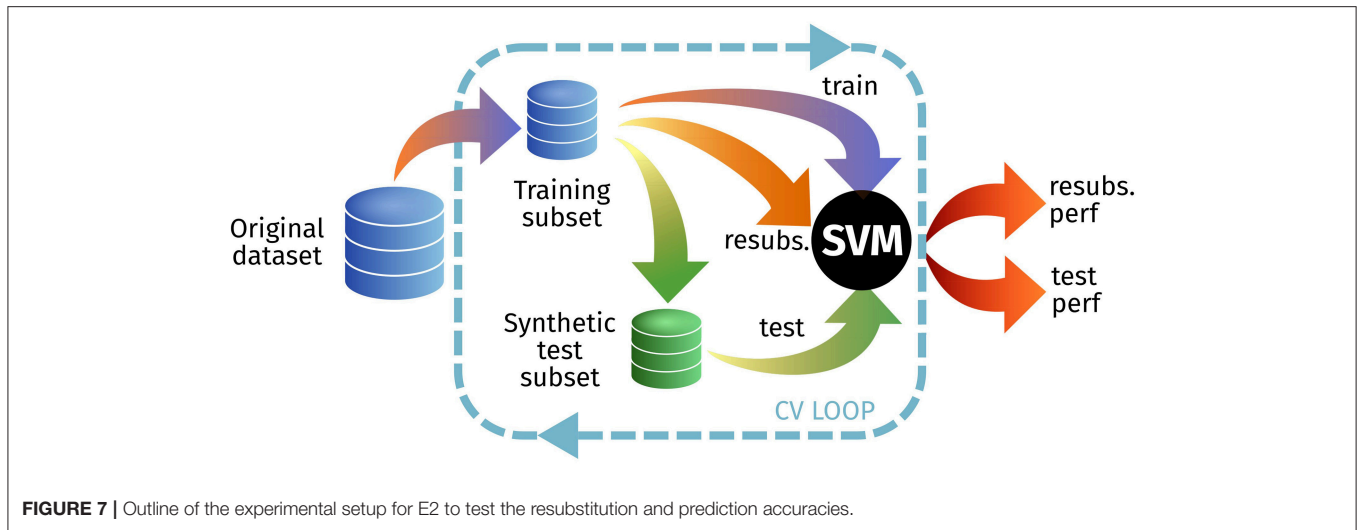 train
Training
subset
Original
dataset
resubs.
SVM
resubs.
perf
test
perf
Synthetic
test
subset
test
CV LOOP
FIGURE 7 | Outline of the experimental setup for E2 to test the resubstitution and prediction accuracies.